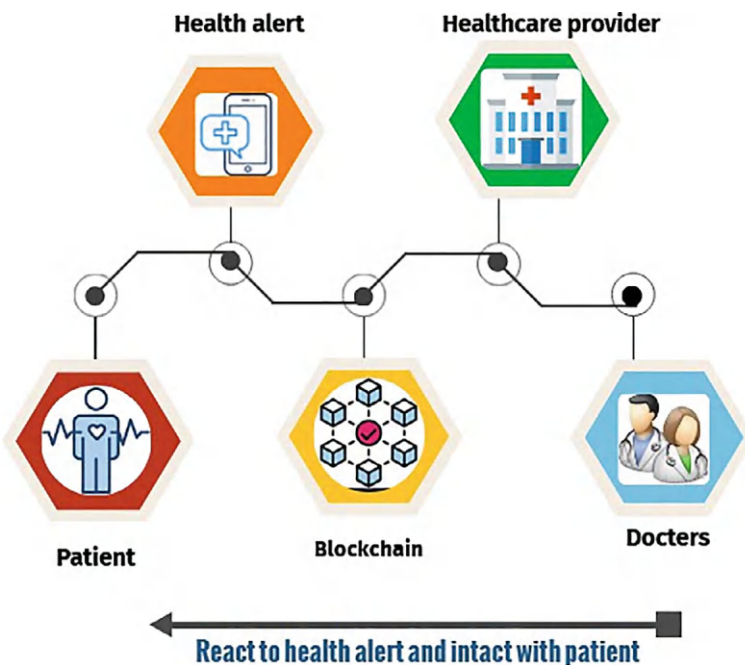 Health alert
Healthcare provider
Patient
Blockchain
Docters
React to health alert and intact with patient